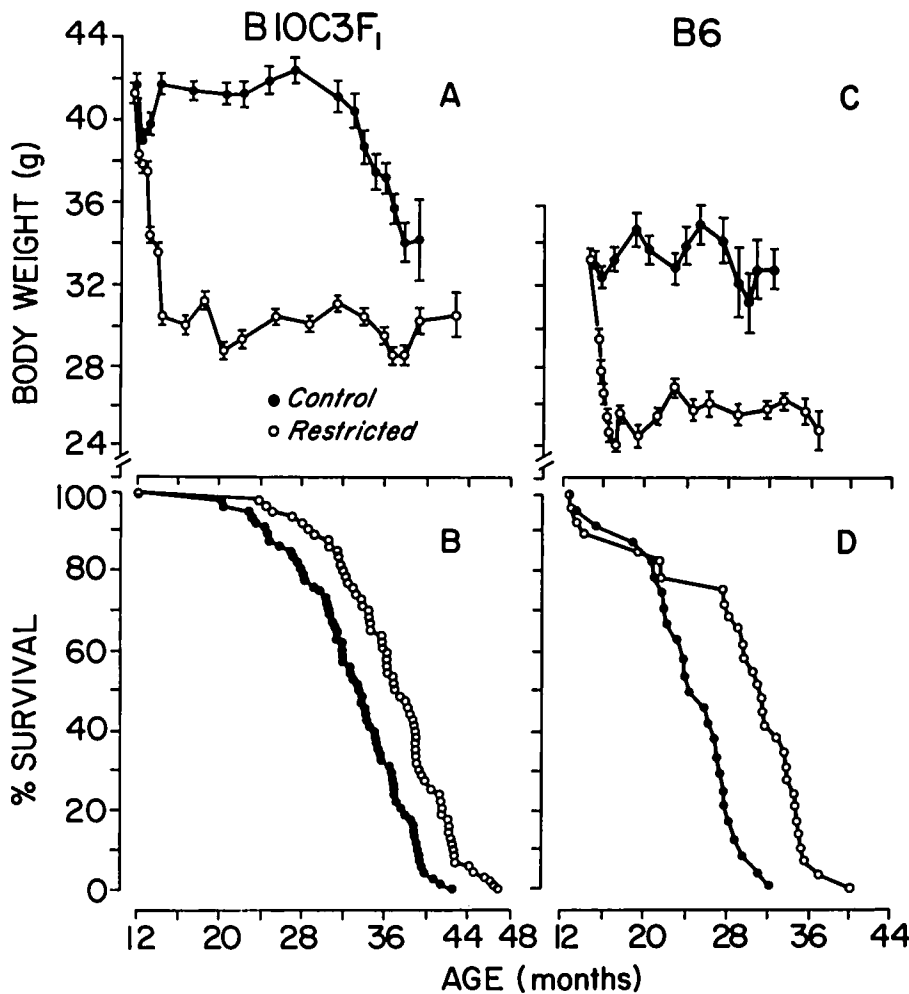 B10C3F₁ B6
44
40
36
32
28
24
BODY WEIGHT (g)
A
C
● Control
○ Restricted
100
80
60
40
20
0
% SURVIVAL
B
D
12 20 28 36 44 48 12 20 28 36 44
AGE (months)